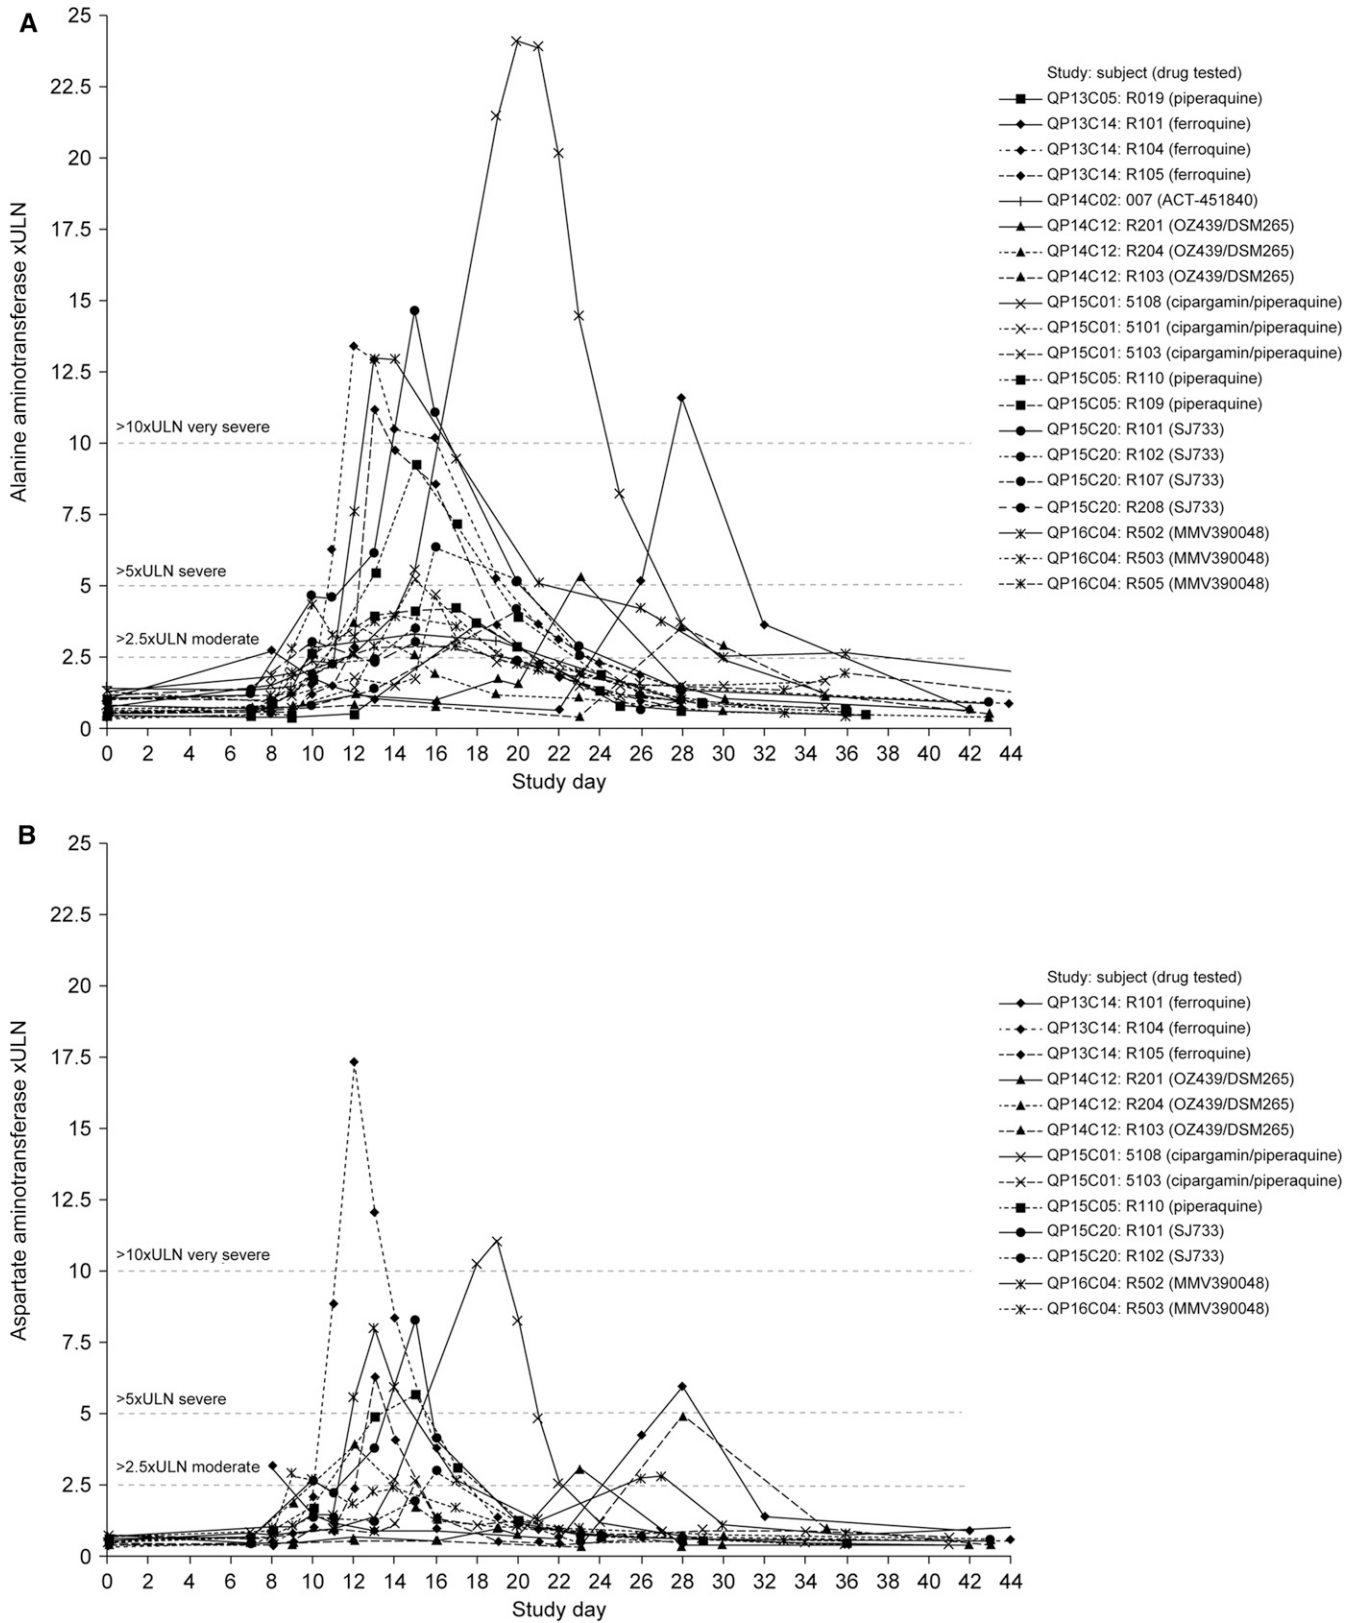 A
Alanine aminotransferase xULN
25
22.5
20
17.5
15
12.5
10
7.5
5
2.5
0
>10xULN very severe
>5xULN severe
>2.5xULN moderate
0 2 4 6 8 10 12 14 16 18 20 22 24 26 28 30 32 34 36 38 40 42 44
Study day
Study: subject (drug tested)
QP13C05: R019 (piperaquine)
QP13C14: R101 (ferroquine)
QP13C14: R104 (ferroquine)
QP13C14: R105 (ferroquine)
QP14C02: 007 (ACT-451840)
QP14C12: R201 (OZ439/DSM265)
QP14C12: R204 (OZ439/DSM265)
QP14C12: R103 (OZ439/DSM265)
QP15C01: 5108 (cipargamin/piperaquine)
QP15C01: 5101 (cipargamin/piperaquine)
QP15C01: 5103 (cipargamin/piperaquine)
QP15C05: R110 (piperaquine)
QP15C05: R109 (piperaquine)
QP15C20: R101 (SJ733)
QP15C20: R102 (SJ733)
QP15C20: R107 (SJ733)
QP15C20: R208 (SJ733)
QP16C04: R502 (MMV390048)
QP16C04: R503 (MMV390048)
QP16C04: R505 (MMV390048)
B
Aspartate aminotransferase xULN
25
22.5
20
17.5
15
12.5
10
7.5
5
2.5
0
>10xULN very severe
>5xULN severe
>2.5xULN moderate
0 2 4 6 8 10 12 14 16 18 20 22 24 26 28 30 32 34 36 38 40 42 44
Study day
Study: subject (drug tested)
QP13C14: R101 (ferroquine)
QP13C14: R104 (ferroquine)
QP13C14: R105 (ferroquine)
QP14C12: R201 (OZ439/DSM265)
QP14C12: R204 (OZ439/DSM265)
QP14C12: R103 (OZ439/DSM265)
QP15C01: 5108 (cipargamin/piperaquine)
QP15C01: 5103 (cipargamin/piperaquine)
QP15C05: R110 (piperaquine)
QP15C20: R101 (SJ733)
QP15C20: R102 (SJ733)
QP16C04: R502 (MMV390048)
QP16C04: R503 (MMV390048)